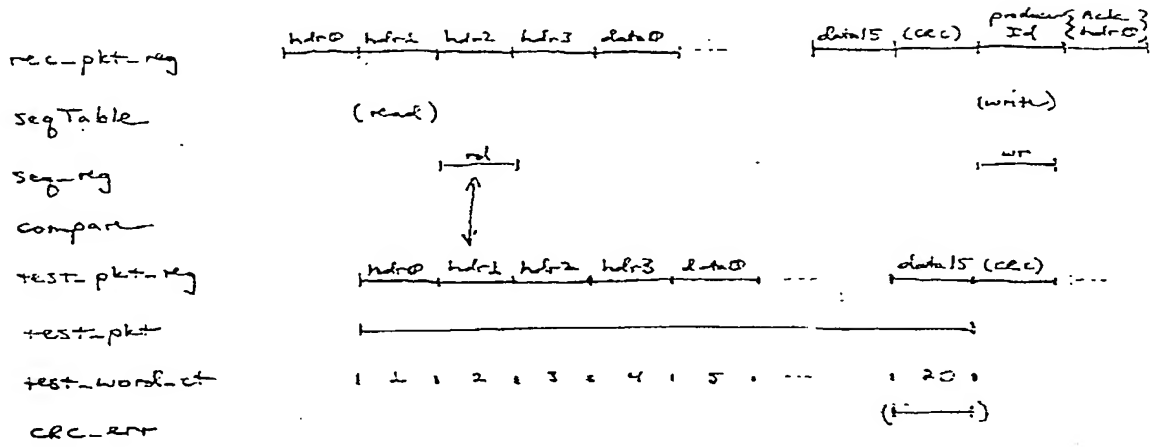 producer { Ack }
hdr0 hdr1 hdr2 hdr3 data0 ... data15 (CRC) Id { hdr0 }
rec_pkt_reg
seqTable (read) (write)
seq_reg rd wr
compare
hdr0 hdr1 hdr2 hdr3 data0 ... data15 (CRC) ...
test_pkt_reg
test_pkt
test_word_ct 1 2 3 4 5 ... 20
CRC_err ( )